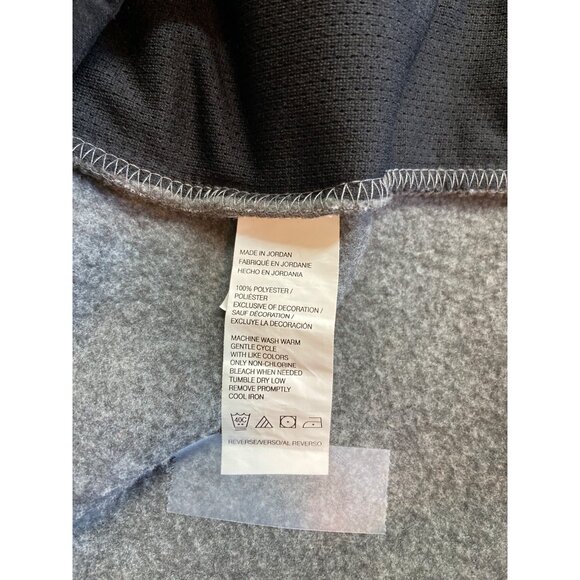 MADE IN JORDAN
FABRIQUÉ EN JORDANIE
HECHO EN JORDANIA
100% POLYESTER /
POLIÉSTER
EXCLUSIVE OF DECORATION /
SAUF DÉCORATION /
EXCLUYE LA DECORACIÓN
MACHINE WASH WARM
GENTLE CYCLE
WITH LIKE COLORS
ONLY NON-CHLORINE
BLEACH WHEN NEEDED
TUMBLE DRY LOW
REMOVE PROMPTLY
COOL IRON
40C
REVERSE/VERSO/AL REVERSO